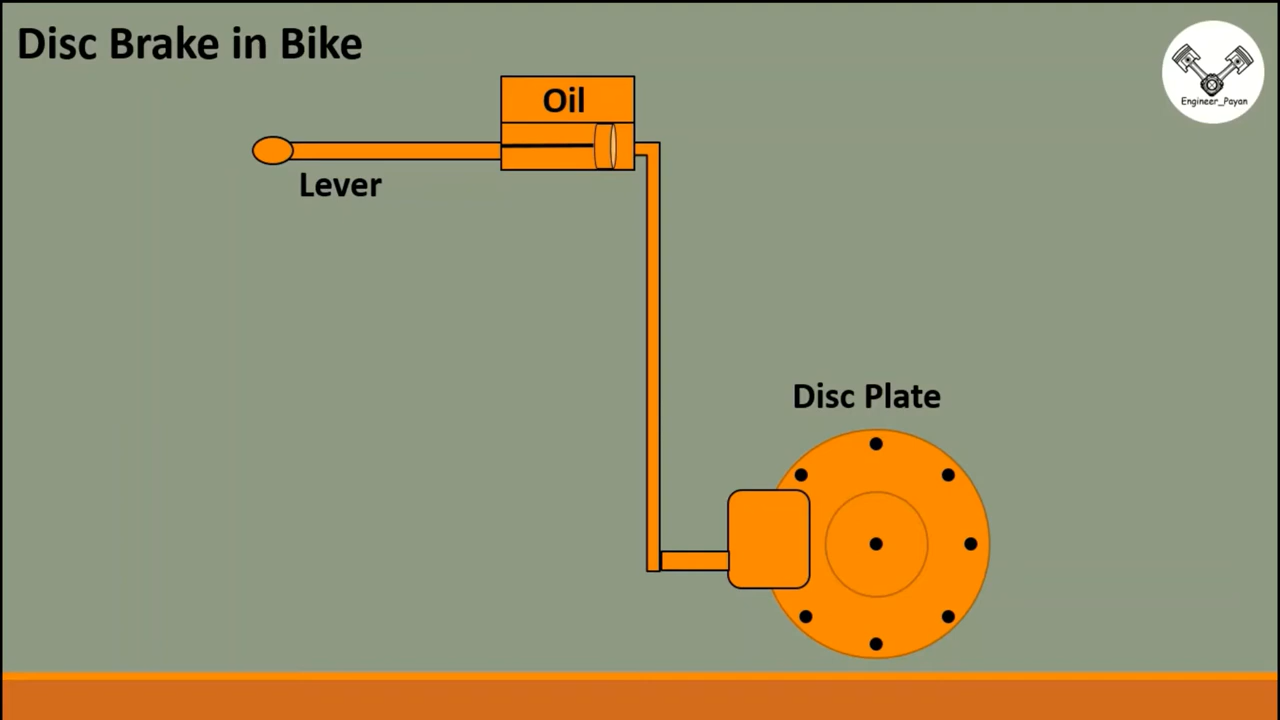 Disc Brake in Bike
Engineer_Payan
Oil
Lever
Disc Plate